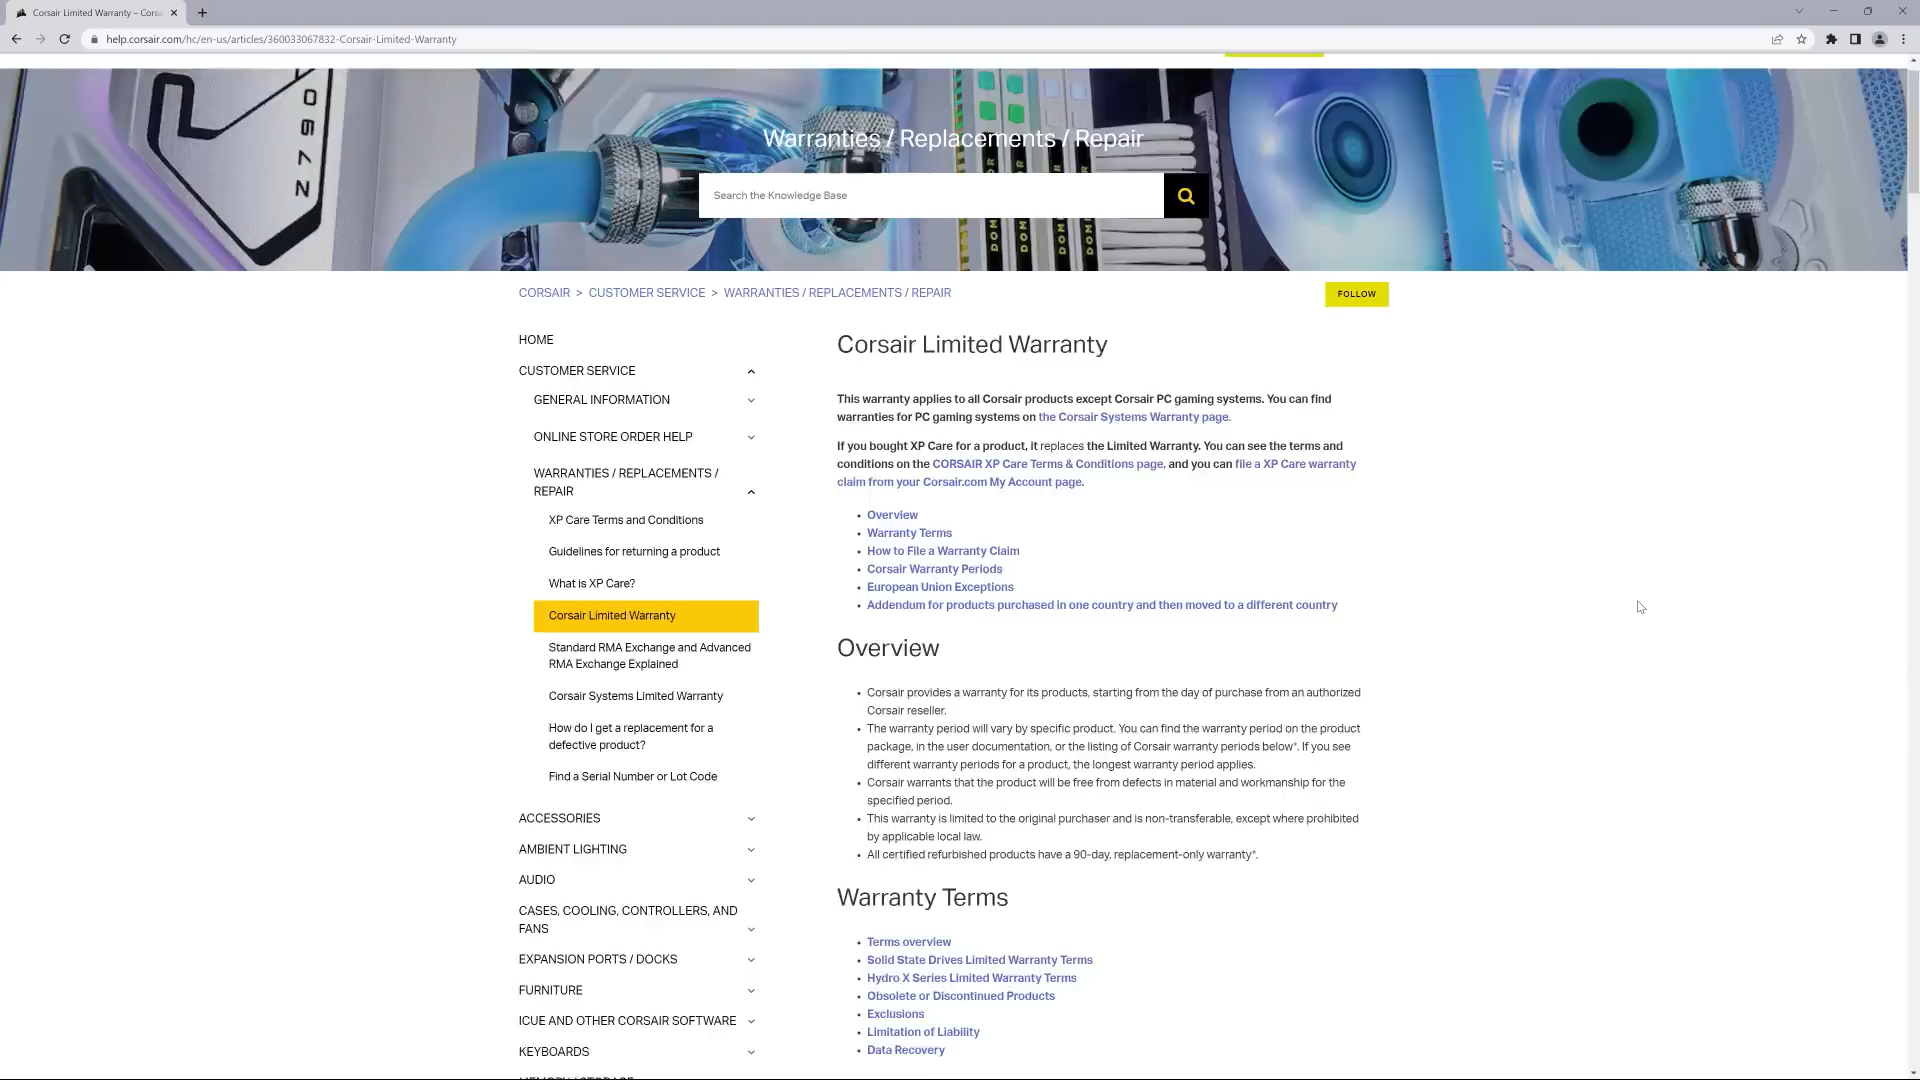 Corsair Limited Warranty – Corsa
help.corsair.com/hc/en-us/articles/360033067832-Corsair-Limited-Warranty
Warranties / Replacements / Repair
Search the Knowledge Base
CORSAIR > CUSTOMER SERVICE > WARRANTIES / REPLACEMENTS / REPAIR
FOLLOW
HOME
CUSTOMER SERVICE
GENERAL INFORMATION
ONLINE STORE ORDER HELP
WARRANTIES / REPLACEMENTS /
REPAIR
XP Care Terms and Conditions
Guidelines for returning a product
What is XP Care?
Corsair Limited Warranty
Standard RMA Exchange and Advanced
RMA Exchange Explained
Corsair Systems Limited Warranty
How do I get a replacement for a
defective product?
Find a Serial Number or Lot Code
ACCESSORIES
AMBIENT LIGHTING
AUDIO
CASES, COOLING, CONTROLLERS, AND
FANS
EXPANSION PORTS / DOCKS
FURNITURE
ICUE AND OTHER CORSAIR SOFTWARE
KEYBOARDS
Corsair Limited Warranty
This warranty applies to all Corsair products except Corsair PC gaming systems. You can find
warranties for PC gaming systems on the Corsair Systems Warranty page.
If you bought XP Care for a product, it replaces the Limited Warranty. You can see the terms and
conditions on the CORSAIR XP Care Terms & Conditions page, and you can file a XP Care warranty
claim from your Corsair.com My Account page.
• Overview
• Warranty Terms
• How to File a Warranty Claim
• Corsair Warranty Periods
• European Union Exceptions
• Addendum for products purchased in one country and then moved to a different country
Overview
• Corsair provides a warranty for its products, starting from the day of purchase from an authorized
Corsair reseller.
• The warranty period will vary by specific product. You can find the warranty period on the product
package, in the user documentation, or the listing of Corsair warranty periods below*. If you see
different warranty periods for a product, the longest warranty period applies.
• Corsair warrants that the product will be free from defects in material and workmanship for the
specified period.
• This warranty is limited to the original purchaser and is non-transferable, except where prohibited
by applicable local law.
• All certified refurbished products have a 90-day, replacement-only warranty*.
Warranty Terms
• Terms overview
• Solid State Drives Limited Warranty Terms
• Hydro X Series Limited Warranty Terms
• Obsolete or Discontinued Products
• Exclusions
• Limitation of Liability
• Data Recovery